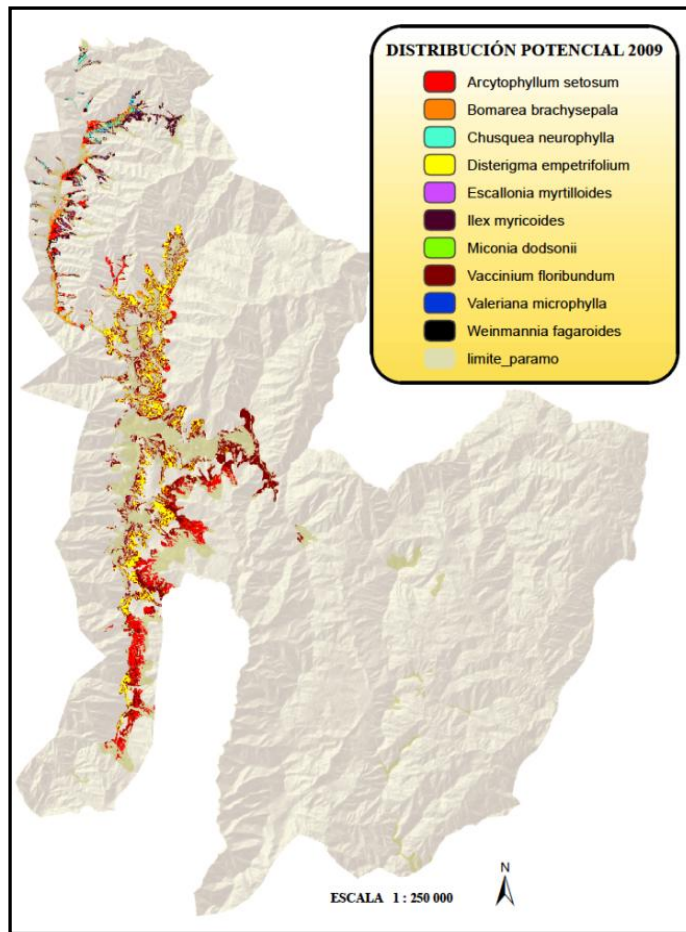 DISTRIBUCIÓN POTENCIAL 2009
Arcytophyllum setosum
Bomarea brachysepala
Chusquea neurophylla
Disterigma empetrifolium
Escallonia myrtilloides
Ilex myricoides
Miconia dodsonii
Vaccinium floribundum
Valeriana microphylla
Weinmannia fagaroides
limite_paramo
N
ESCALA 1 : 250 000